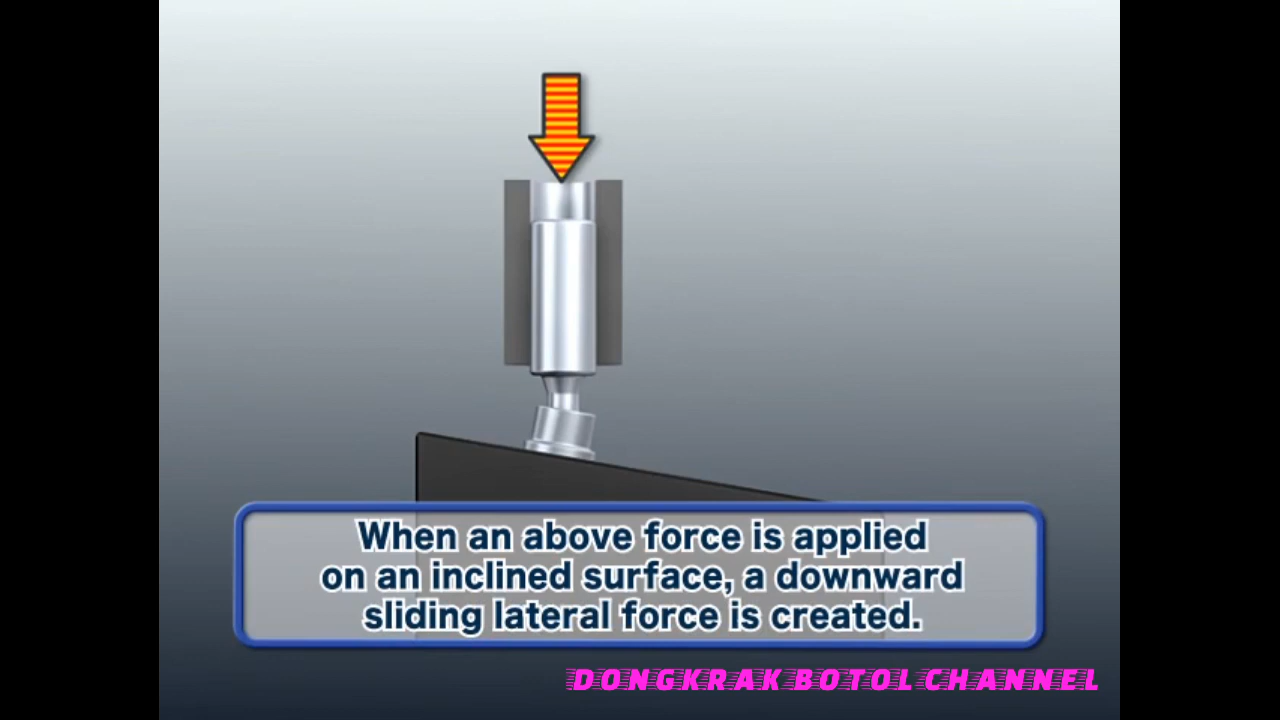 When an above force is applied
on an inclined surface, a downward
sliding lateral force is created.
DONGKRAK BOTOL CHANNEL